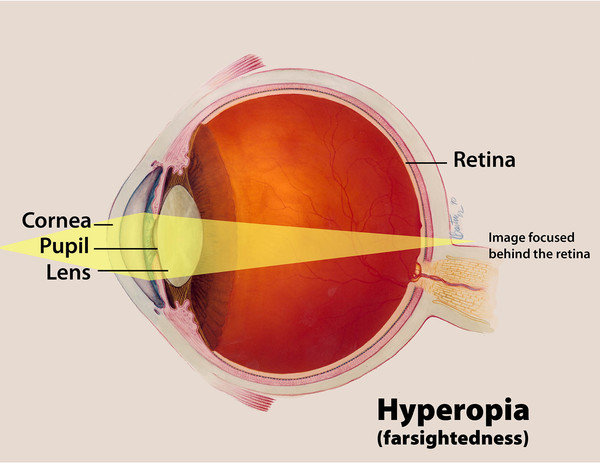 Retina
Cornea
Pupil
Lens
Image focused
behind the retina
Hyperopia
(farsightedness)